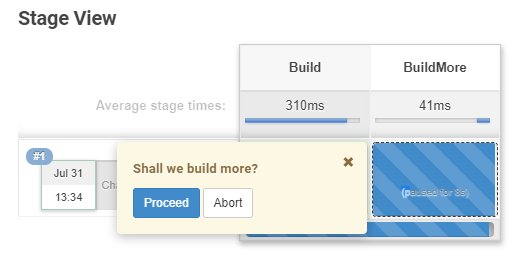 Stage View
Build BuildMore
Average stage times: 310ms 41ms
#1
Jul 31
13:34
Shall we build more? ✖
Proceed Abort
(paused for 8s)